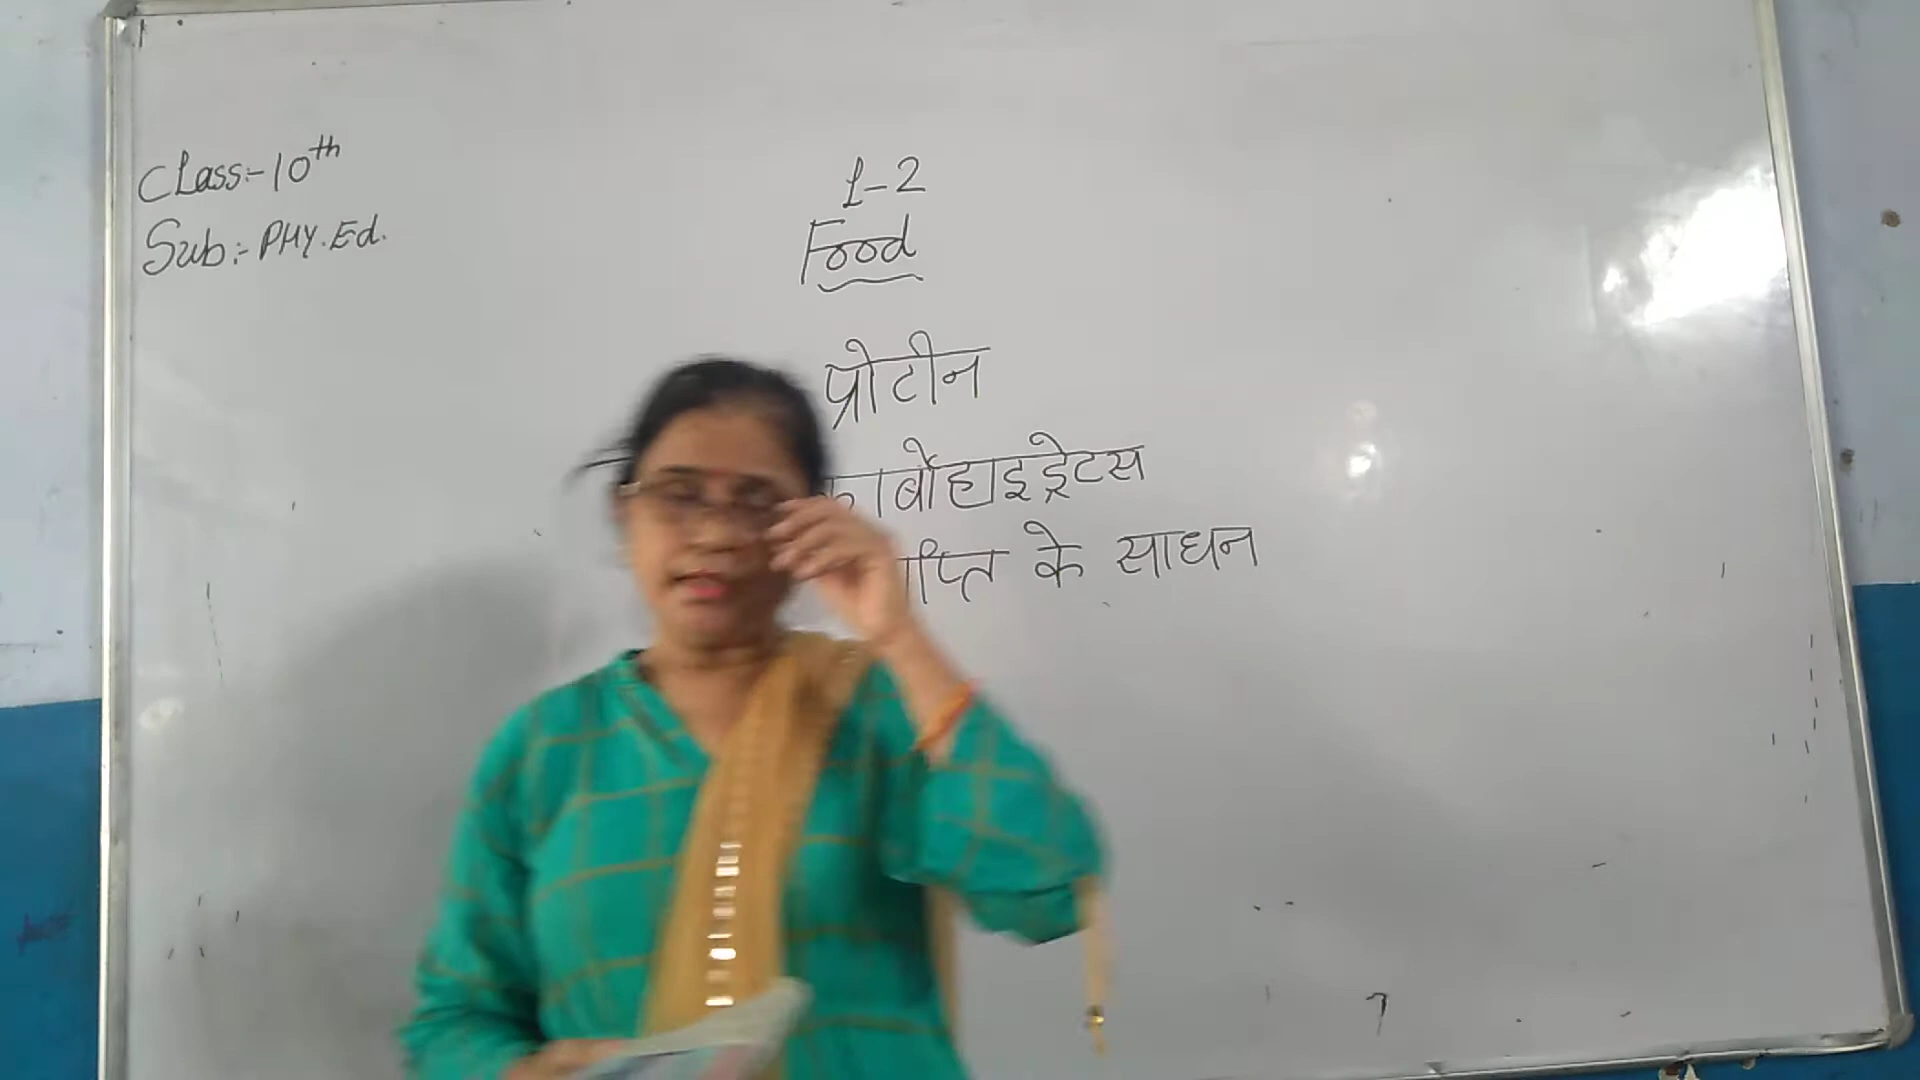 Class:- 10th
Sub:- PHY.Ed.
L-2
Food
प्रोटीन
कार्बोहाइड्रेटस
के साधन